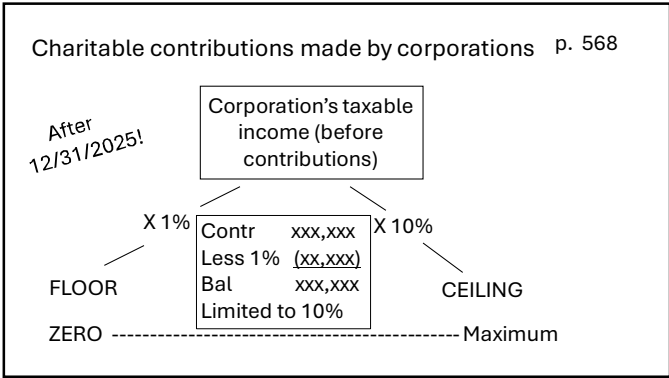 Charitable contributions made by corporations p. 568
After
12/31/2025!
Corporation's taxable
income (before
contributions)
X 1%
X 10%
Contr xxx,xxx
Less 1% (xx,xxx)
Bal xxx,xxx
Limited to 10%
FLOOR
CEILING
ZERO ------------------------------------------------ Maximum